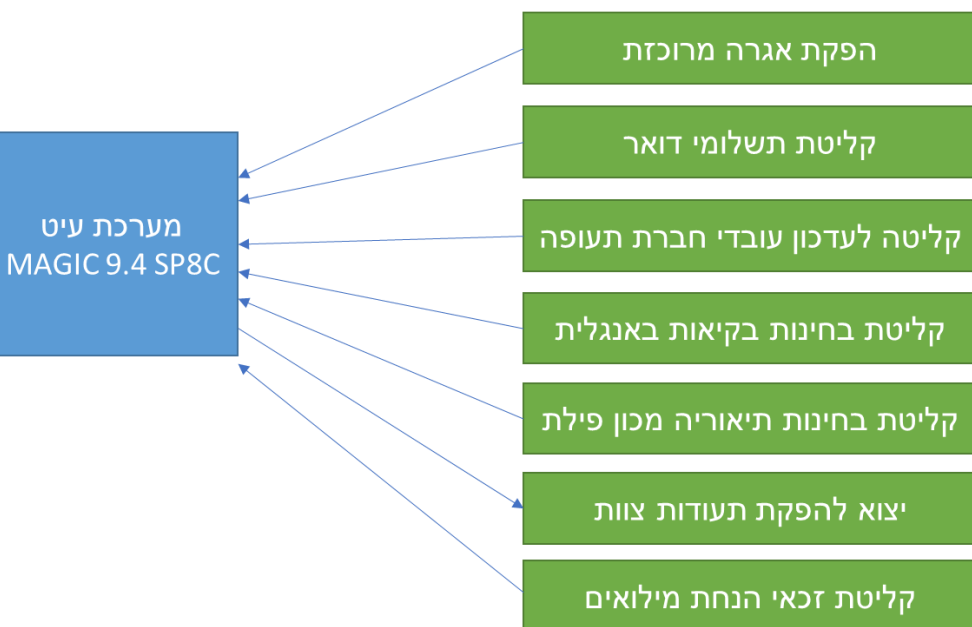 הפקת אגרה מרוכזת
קליטת תשלומי דואר
קליטה לעדכון עובדי חברת תעופה
קליטת בחינות בקיאות באנגלית
קליטת בחינות תיאוריה מכון פילת
יצוא להפקת תעודות צוות
קליטת זכאי הנחת מילואים
מערכת עיט
MAGIC 9.4 SP8C